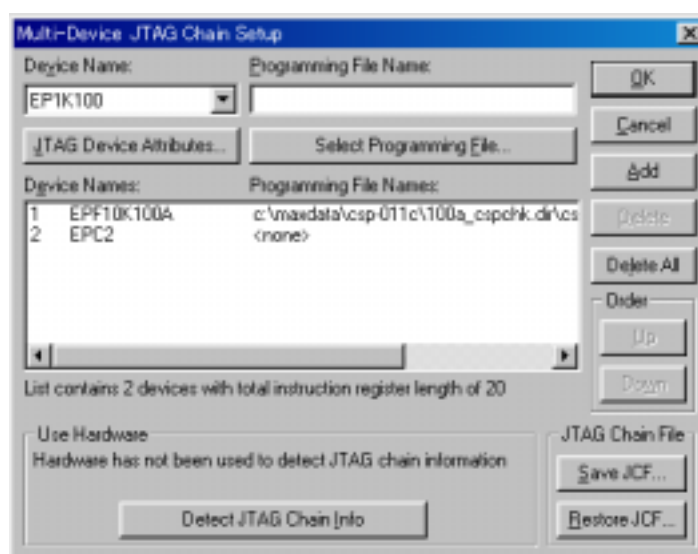 Multi-Device JTAG Chain Setup
Device Name:
Programming File Name:
EP1K100
JTAG Device Attributes...
Select Programming File...
Device Names:
Programming File Names:
1 EPF10K100A c:\maxdata\csp-011c\100a_cspchk.dir\cs
2 EPC2 <none>
List contains 2 devices with total instruction register length of 20
Use Hardware
Hardware has not been used to detect JTAG chain information
Detect JTAG Chain Info
OK
Cancel
Add
Delete
Delete All
Order
Up
Down
JTAG Chain File
Save JCF...
Restore JCF...